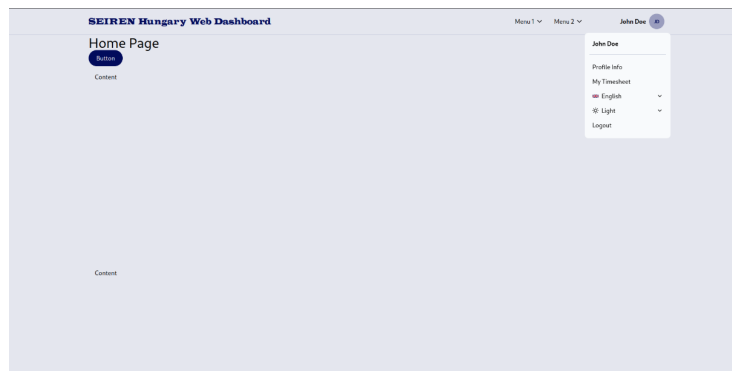 SEIREN Hungary Web Dashboard
Menu 1
Menu 2
John Doe
Home Page
Button
Content
John Doe
Profile Info
My Timesheet
English
Light
Logout
Content